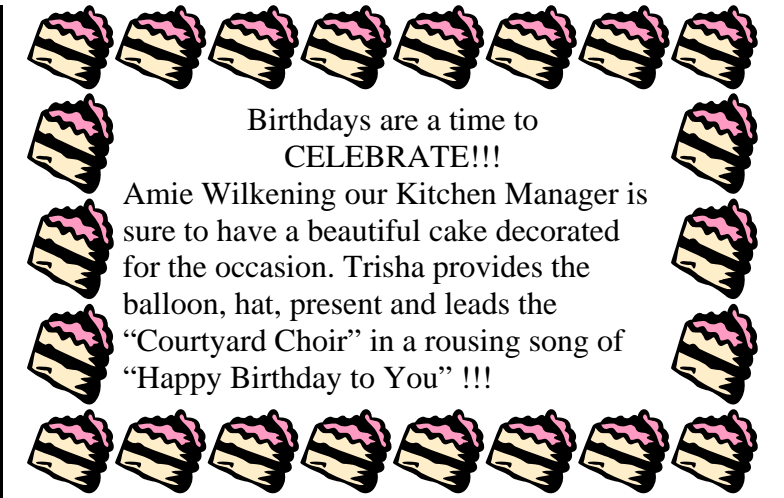 Birthdays are a time to
CELEBRATE!!!
Amie Wilkening our Kitchen Manager is
sure to have a beautiful cake decorated
for the occasion. Trisha provides the
balloon, hat, present and leads the
“Courtyard Choir” in a rousing song of
“Happy Birthday to You” !!!